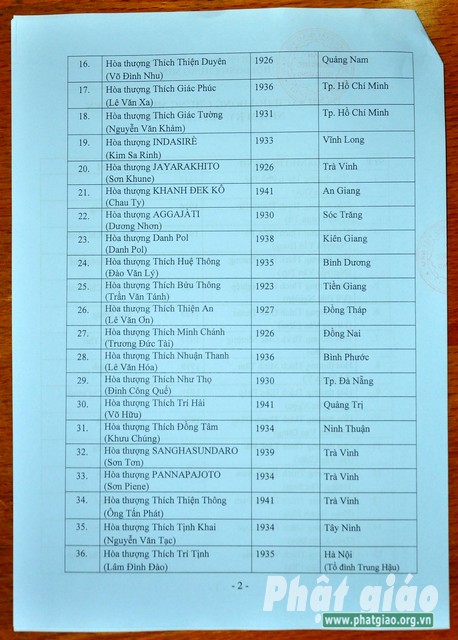 16. Hòa thượng Thích Thiện Duyên 1926 Quảng Nam
(Võ Đình Như)
17. Hòa thượng Thích Giác Phúc 1936 Tp. Hồ Chí Minh
(Lê Văn Xa)
18. Hòa thượng Thích Giác Tường 1931 Tp. Hồ Chí Minh
(Nguyễn Văn Khâm)
19. Hòa thượng INDASIRÊ 1933 Vĩnh Long
(Kim Sa Rinh)
20. Hòa thượng JAYARAKHITO 1926 Trà Vinh
(Sơn Khune)
21. Hòa thượng KHANH ĐEK KÔ 1941 An Giang
(Chau Ty)
22. Hòa thượng AGGAJÀTI 1930 Sóc Trăng
(Dương Nhơn)
23. Hòa thượng Danh Pol 1938 Kiên Giang
(Danh Pol)
24. Hòa thượng Thích Huệ Thông 1935 Bình Dương
(Đào Văn Lý)
25. Hòa thượng Thích Bửu Thông 1923 Tiền Giang
(Trần Văn Tánh)
26. Hòa thượng Thích Thiện An 1927 Đồng Tháp
(Lê Văn Ơn)
27. Hòa thượng Thích Minh Chánh 1926 Đồng Nai
(Trương Đức Tài)
28. Hòa thượng Thích Nhuận Thanh 1936 Bình Phước
(Lê Văn Hóa)
29. Hòa thượng Thích Như Thọ 1930 Tp. Đà Nẵng
(Đinh Công Quế)
30. Hòa thượng Thích Trí Hải 1941 Quảng Trị
(Võ Hữu)
31. Hòa thượng Thích Đồng Tâm 1934 Ninh Thuận
(Khưu Chủng)
32. Hòa thượng SANGHASUNDARO 1939 Trà Vinh
(Sơn Tơn)
33. Hòa thượng PANNAPAJOTO 1934 Trà Vinh
(Sơn Piene)
34. Hòa thượng Thích Thiện Thông 1941 Trà Vinh
(Ông Tấn Phát)
35. Hòa thượng Thích Tịnh Khai 1934 Tây Ninh
(Nguyễn Văn Tạc)
36. Hòa thượng Thích Trí Tịnh 1935 Hà Nội
(Lâm Đình Đảo) (Tổ đình Trung Hậu)
- 2 -
Phật giáo
www.phatgiao.org.vn